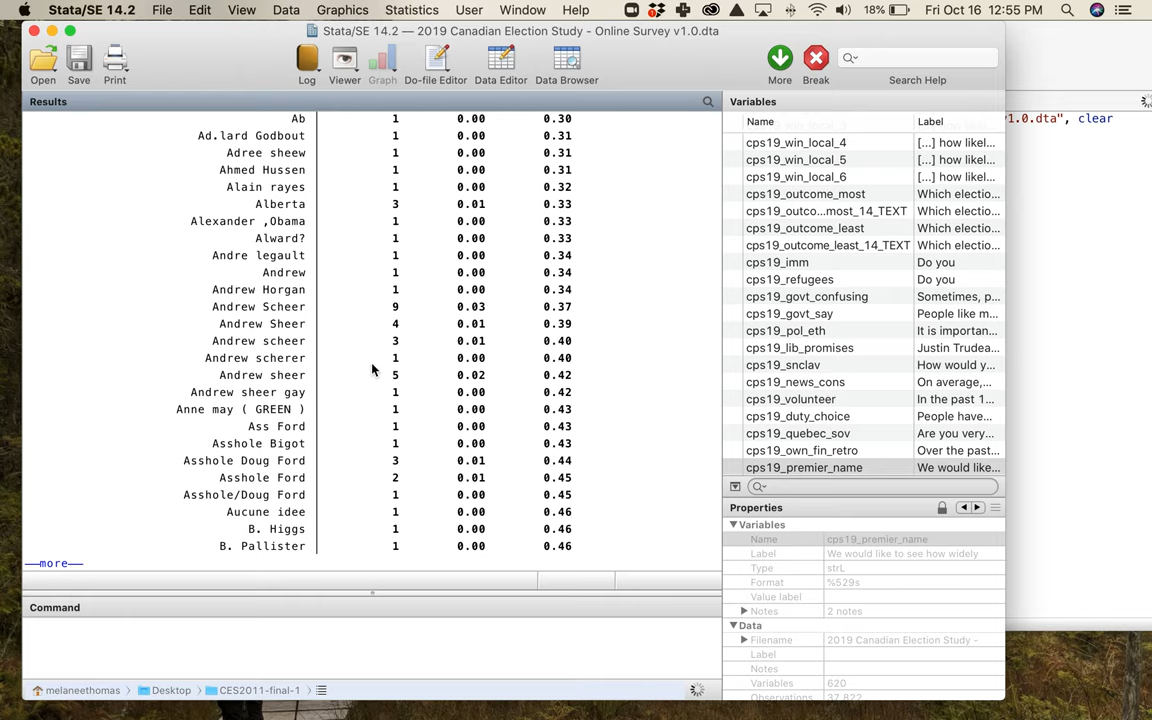 Stata/SE 14.2 File Edit View Data Graphics Statistics User Window Help 18% Fri Oct 16 12:55 PM
Stata/SE 14.2 — 2019 Canadian Election Study - Online Survey v1.0.dta
Open Save Print Log Viewer Graph Do-file Editor Data Editor Data Browser More Break Search Help
Results
Ab 1 0.00 0.30
Ad.lard Godbout 1 0.00 0.31
Adree sheew 1 0.00 0.31
Ahmed Hussen 1 0.00 0.31
Alain rayes 1 0.00 0.32
Alberta 3 0.01 0.33
Alexander ,Obama 1 0.00 0.33
Alward? 1 0.00 0.33
Andre legault 1 0.00 0.34
Andrew 1 0.00 0.34
Andrew Horgan 1 0.00 0.34
Andrew Scheer 9 0.03 0.37
Andrew Sheer 4 0.01 0.39
Andrew scheer 3 0.01 0.40
Andrew scherer 1 0.00 0.40
Andrew sheer 5 0.02 0.42
Andrew sheer gay 1 0.00 0.42
Anne may ( GREEN ) 1 0.00 0.43
Ass Ford 1 0.00 0.43
Asshole Bigot 1 0.00 0.43
Asshole Doug Ford 3 0.01 0.44
Asshole Ford 2 0.01 0.45
Asshole/Doug Ford 1 0.00 0.45
Aucune idee 1 0.00 0.46
B. Higgs 1 0.00 0.46
B. Pallister 1 0.00 0.46
—more—
Command
melaneethomas Desktop CES2011-final-1
Variables
Name Label
cps19_win_local_4 [...] how likel...
cps19_win_local_5 [...] how likel...
cps19_win_local_6 [...] how likel...
cps19_outcome_most Which electio...
cps19_outco...most_14_TEXT Which electio...
cps19_outcome_least Which electio...
cps19_outcome_least_14_TEXT Which electio...
cps19_imm Do you
cps19_refugees Do you
cps19_govt_confusing Sometimes, p...
cps19_govt_say People like m...
cps19_pol_eth It is importan...
cps19_lib_promises Justin Trudea...
cps19_snclav How would y...
cps19_news_cons On average,...
cps19_volunteer In the past 1...
cps19_duty_choice People have...
cps19_quebec_sov Are you very...
cps19_own_fin_retro Over the past...
cps19_premier_name We would like...
Properties
Variables
Name cps19_premier_name
Label We would like to see how widely
Type strL
Format %529s
Value label
Notes 2 notes
Data
Filename 2019 Canadian Election Study -
Label
Notes
Variables 620
Observations 37,822
v1.0.dta", clear